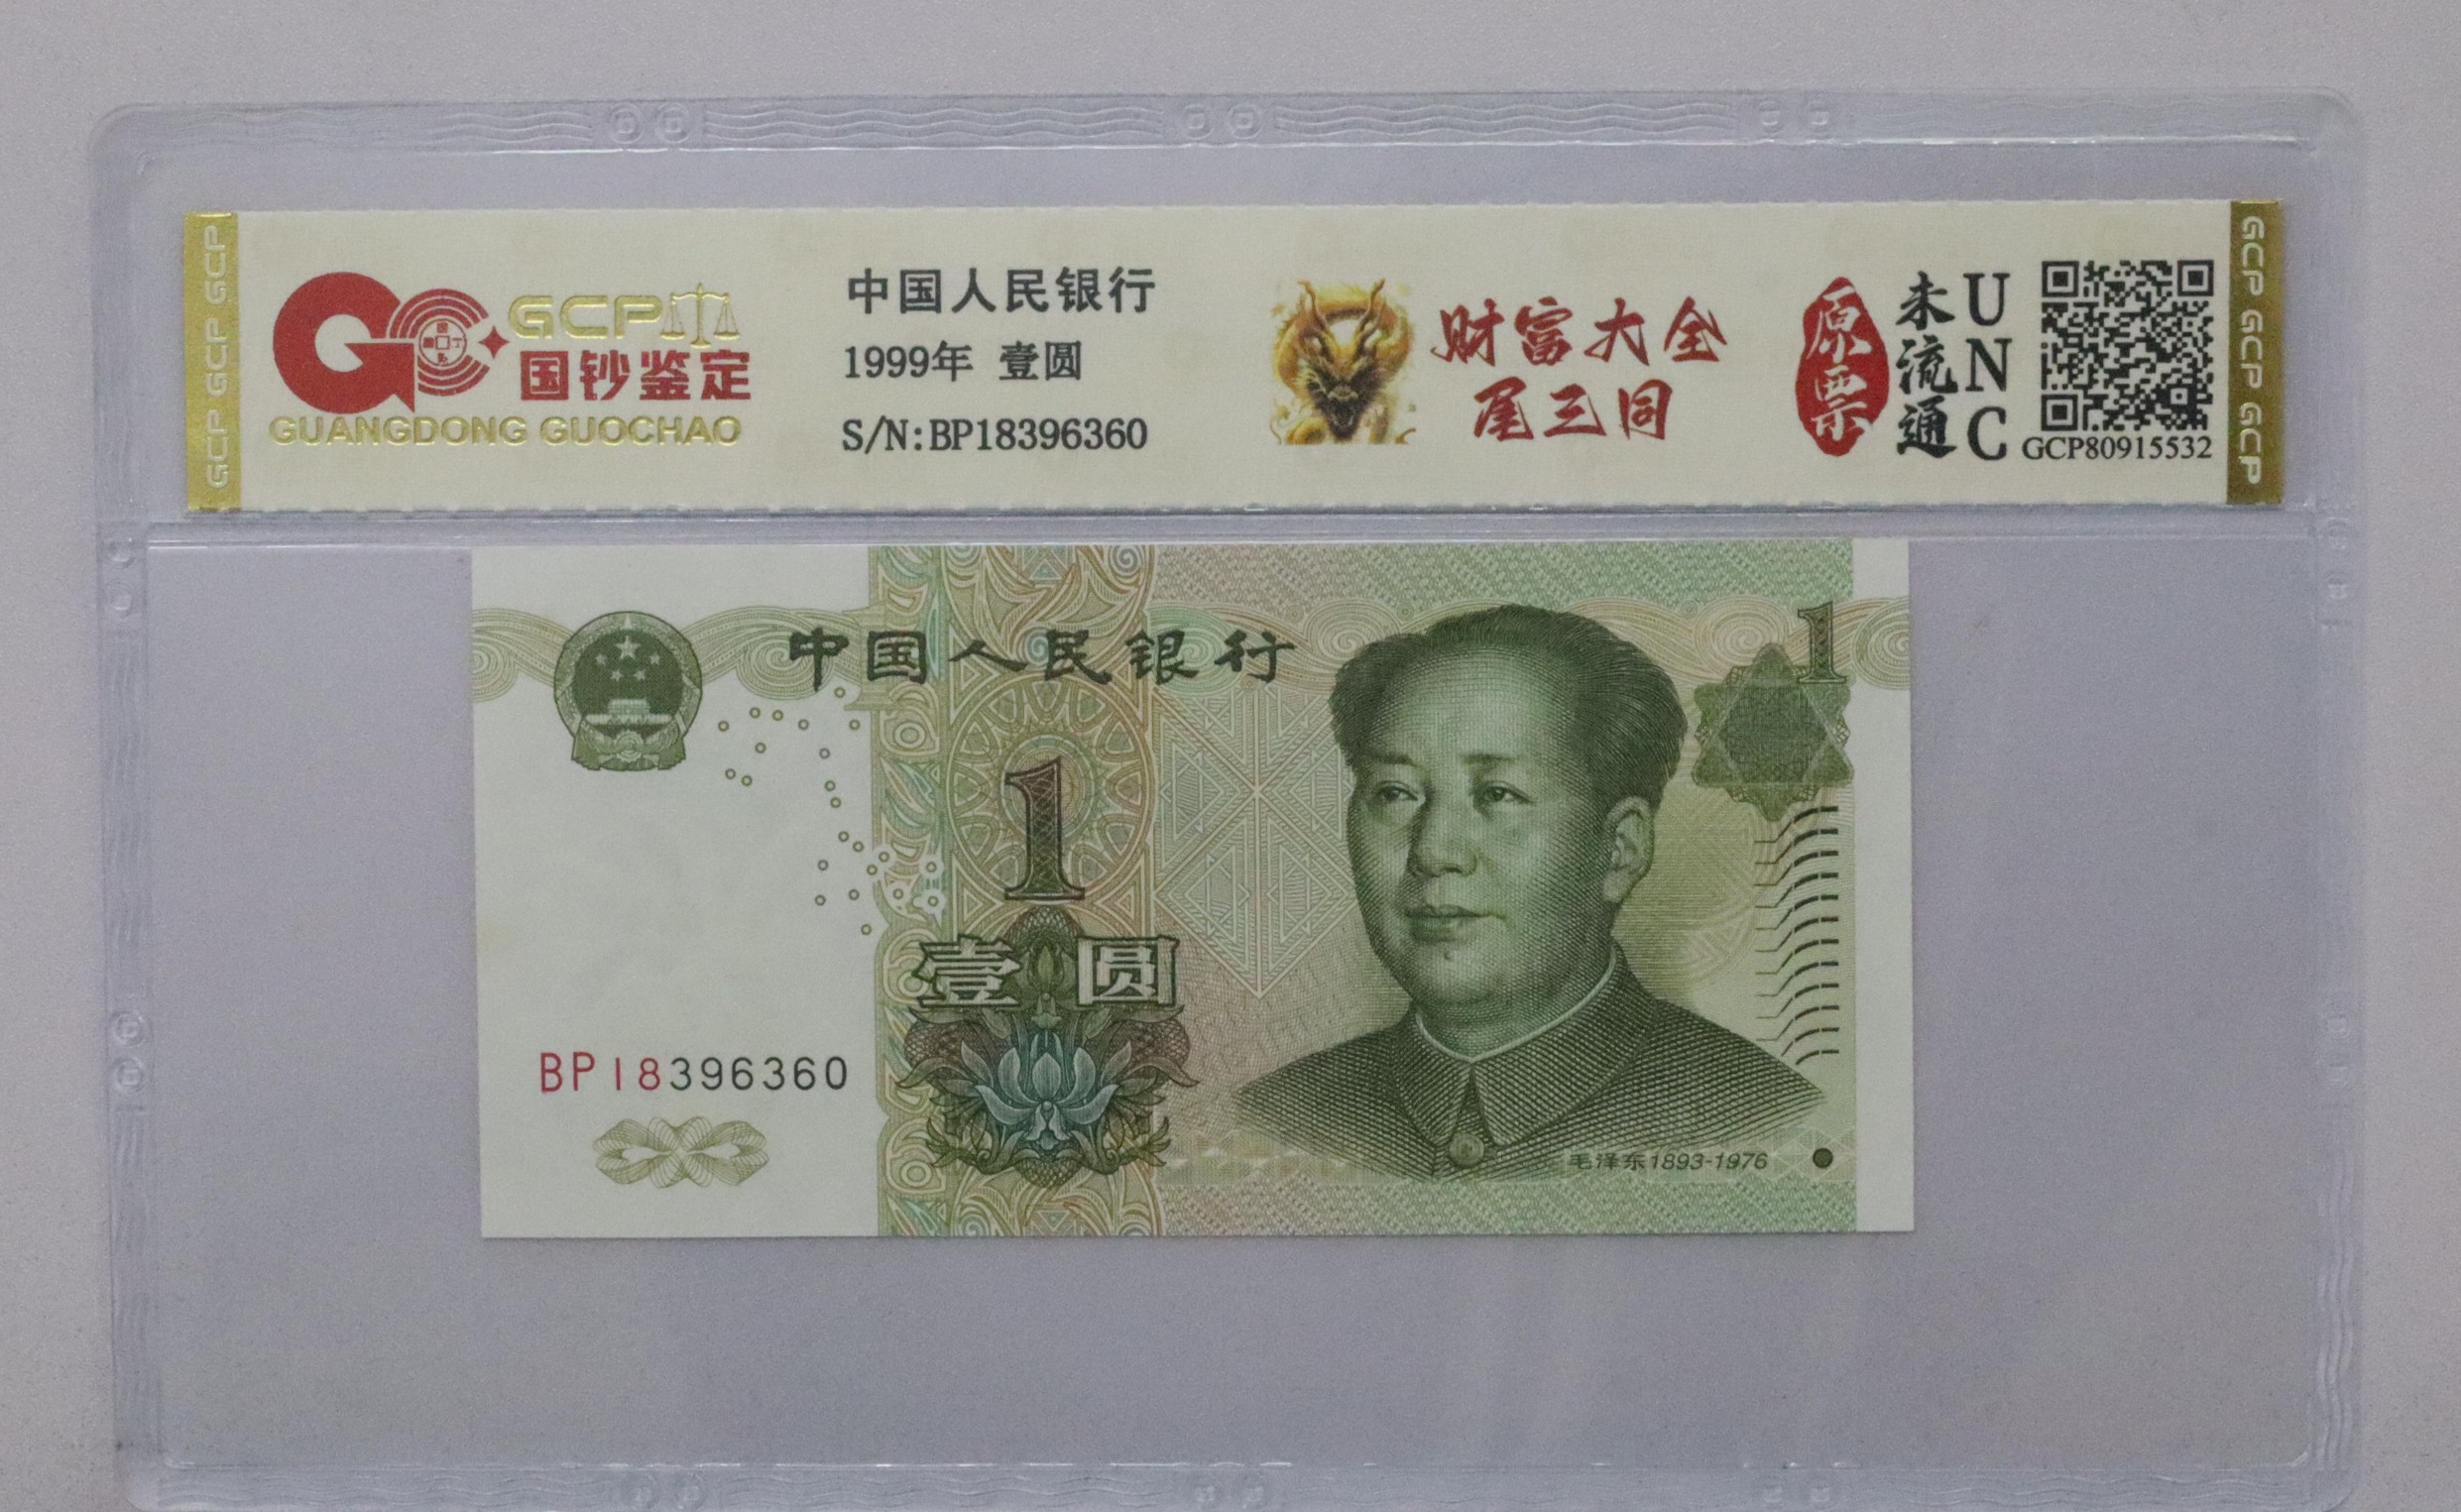 GCP GCP GCP
GCP
国钞鉴定
GUANGDONG GUOCHAO
中国人民银行
1999年 壹圆
S/N:BP18396360
财富大全
尾三同
原票
未流通
UNC
GCP80915532
GCP GCP GCP
中国人民银行
1
1
壹圆
BP18396360
毛泽东1893-1976